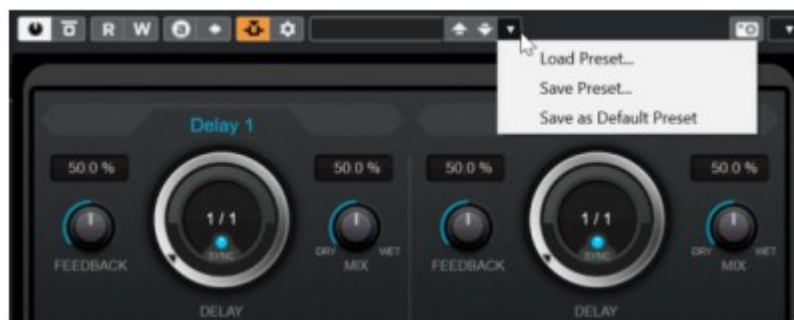 R W
Load Preset...
Save Preset...
Save as Default Preset
Delay 1
50.0 % 50.0 % 50.0 % 50.0 %
1 / 1 1 / 1
SYNC SYNC
FEEDBACK DRY MIX WET FEEDBACK DRY MIX WET
DELAY DELAY